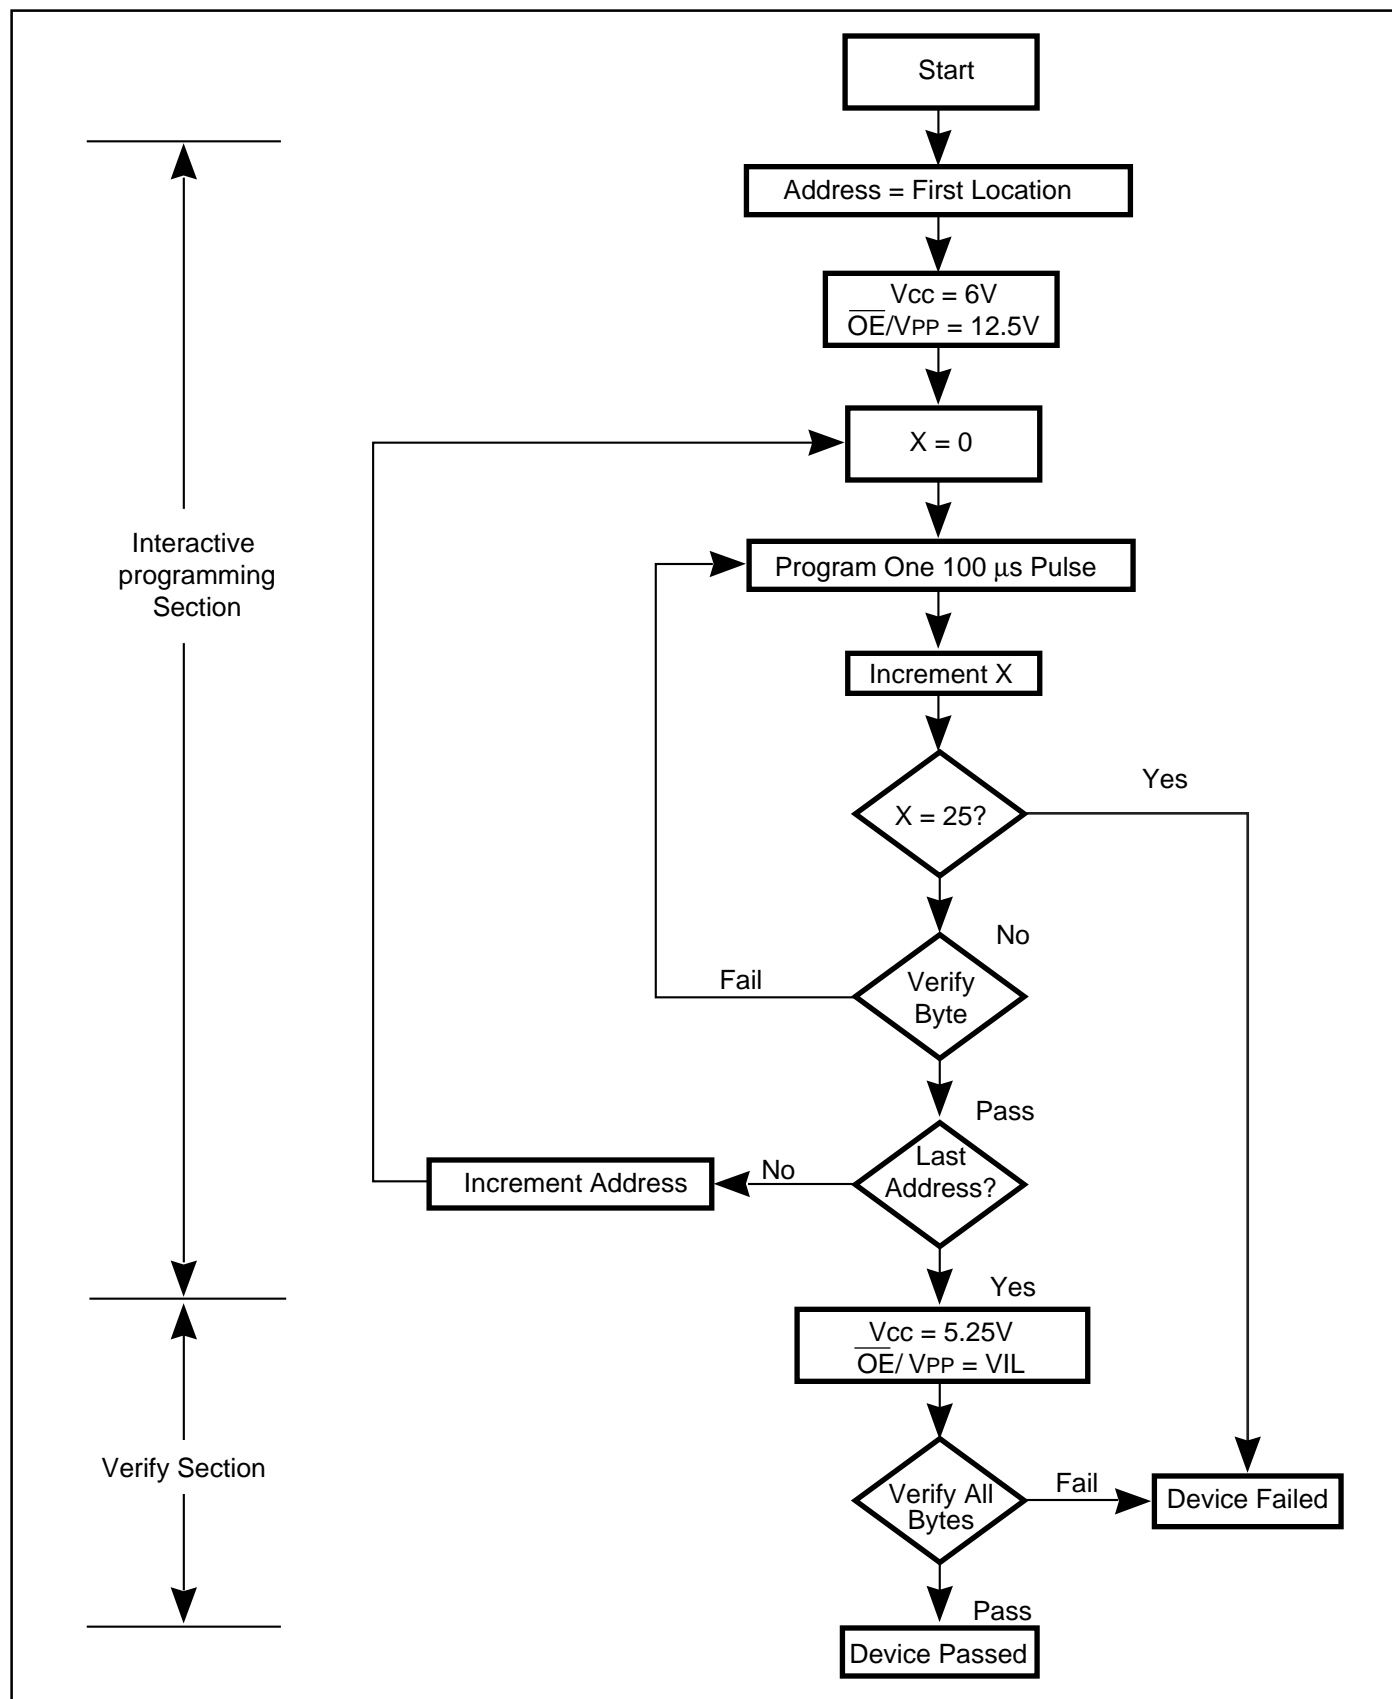 Start
Address = First Location
Vcc = 6V
OE/VPP = 12.5V
X = 0
Interactive
programming
Section
Program One 100 μs Pulse
Increment X
X = 25?
Yes
No
Verify
Byte
Fail
Pass
Last
Address?
No
Increment Address
Yes
Vcc = 5.25V
OE/ VPP = VIL
Verify Section
Verify All
Bytes
Fail
Device Failed
Pass
Device Passed